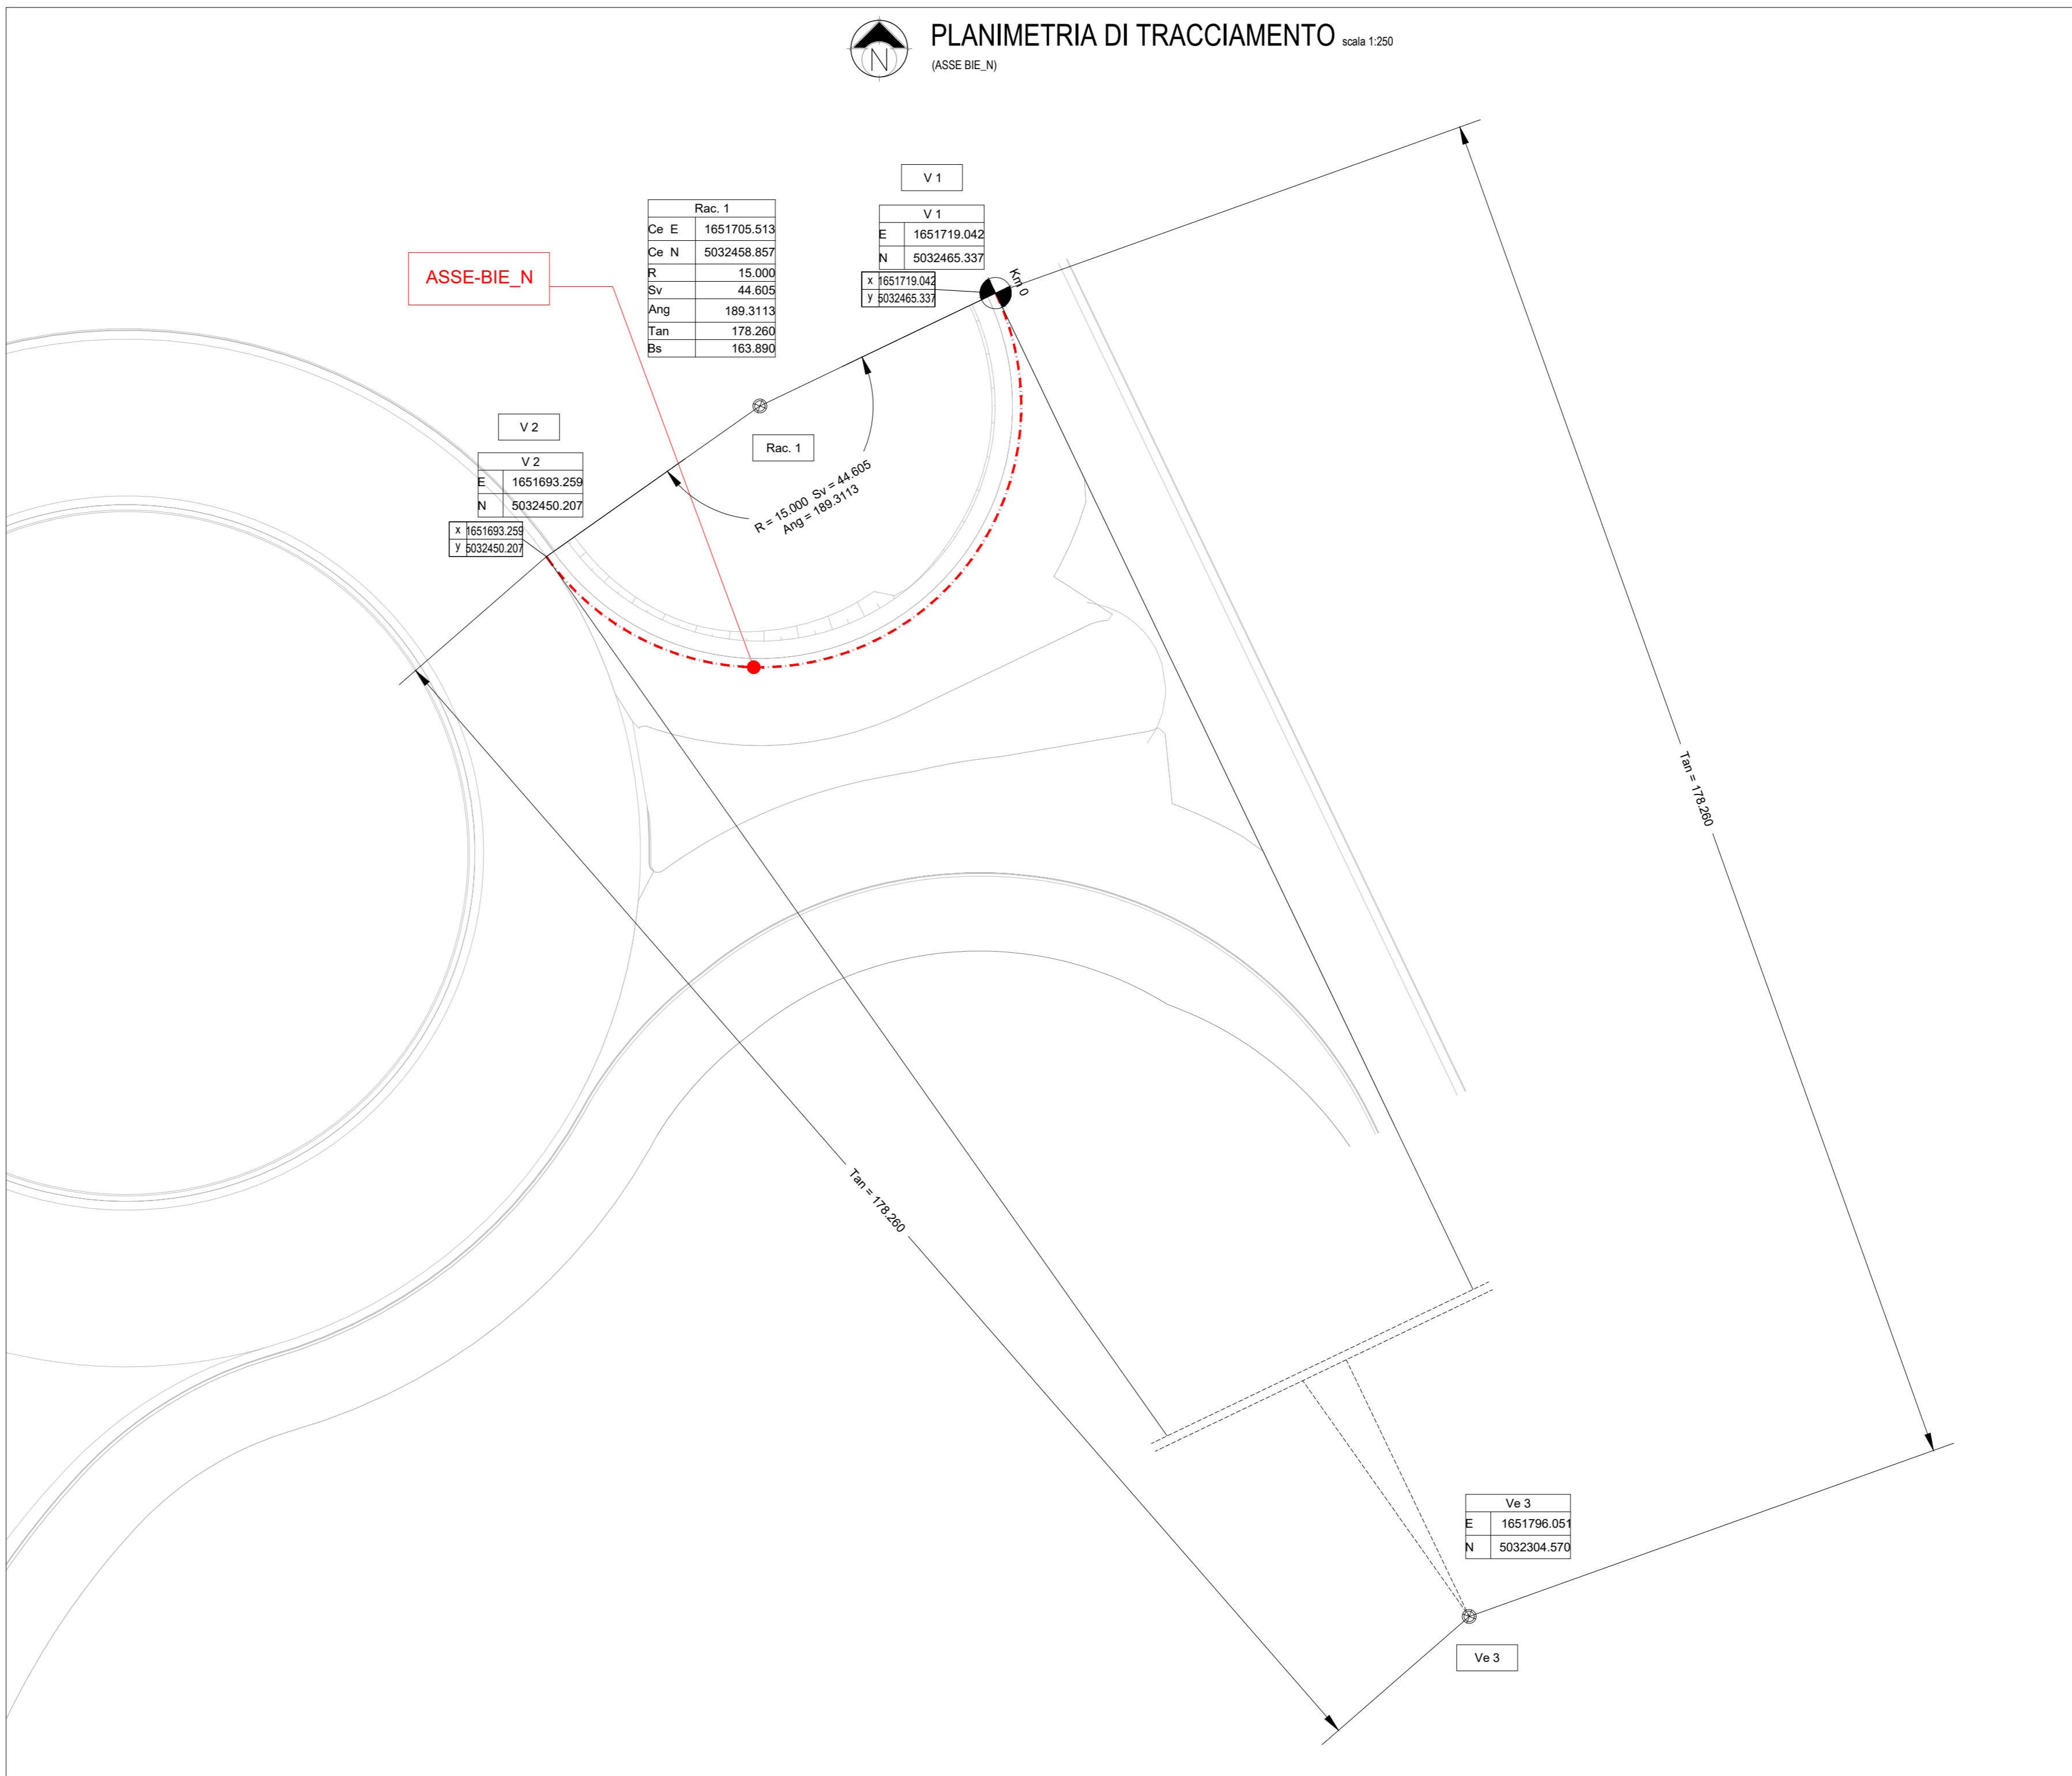 PLANIMETRIA DI TRACCIAMENTO scala 1:250
(ASSE BIE_N)
N
V 1
Rac. 1
Ce E 1651705.513
Ce N 5032458.857
R 15.000
Sv 44.605
Ang 189.3113
Tan 178.260
Bs 163.890
V 1
E 1651719.042
N 5032465.337
x 1651719.042
y 5032465.337
Km 0
ASSE-BIE_N
V 2
V 2
E 1651693.259
N 5032450.207
x 1651693.259
y 5032450.207
Rac. 1
R = 15.000 Sv = 44.605
Ang = 189.3113
Tan = 178.260
Tan = 178.260
Ve 3
E 1651796.051
N 5032304.570
Ve 3